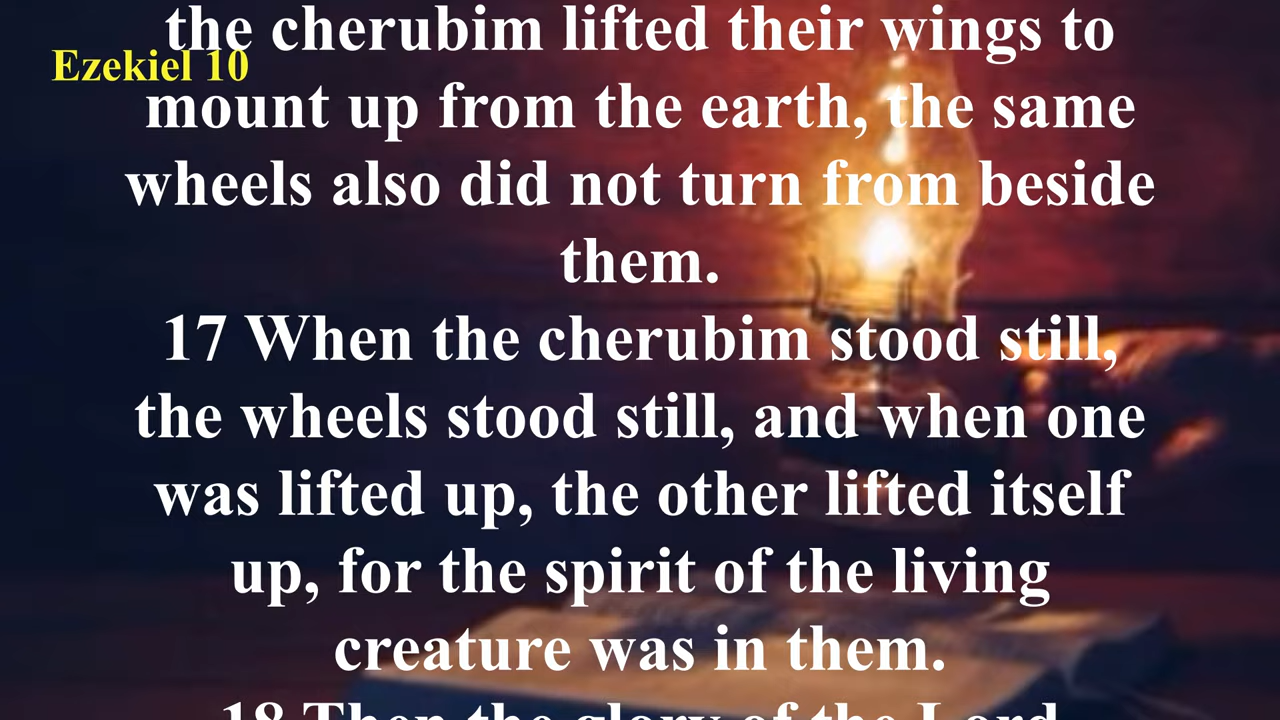 the cherubim lifted their wings to
Ezekiel 10
mount up from the earth, the same
wheels also did not turn from beside
them.
17 When the cherubim stood still,
the wheels stood still, and when one
was lifted up, the other lifted itself
up, for the spirit of the living
creature was in them.
18 Then the glory of the Lord